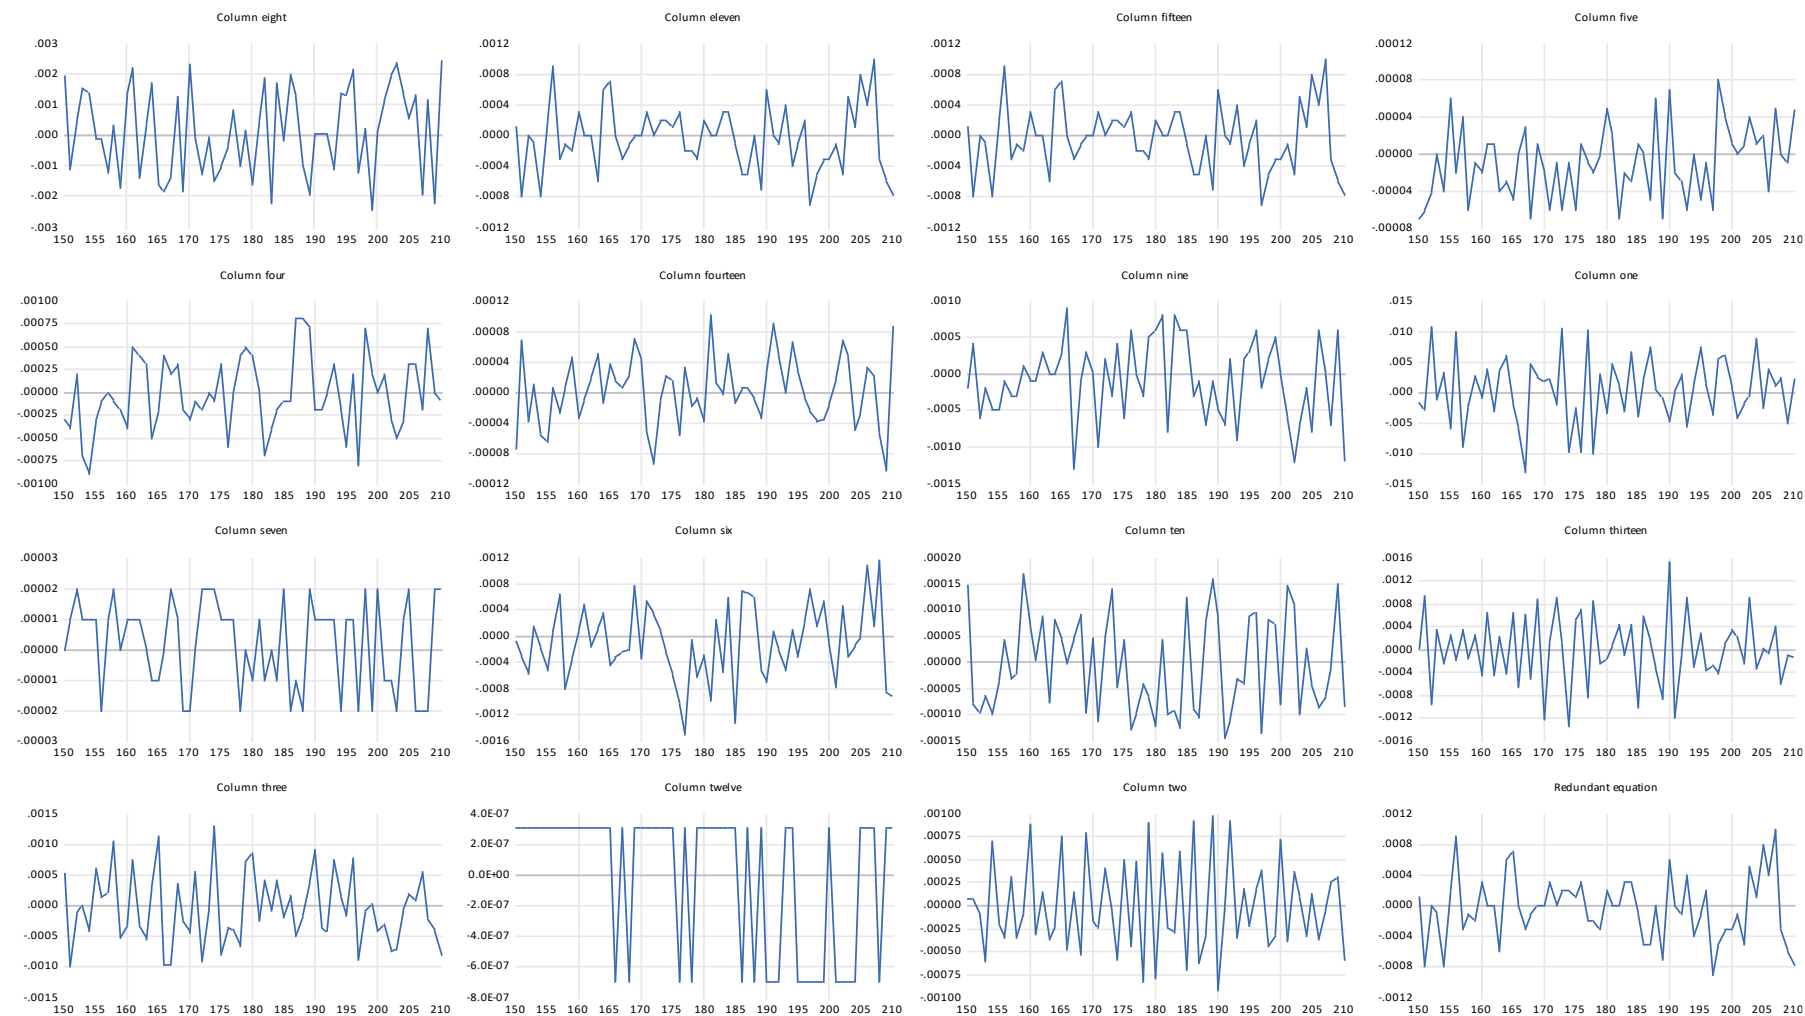 Column eight
.003
.002
.001
.000
-.001
-.002
-.003
150 155 160 165 170 175 180 185 190 195 200 205 210
Column eleven
.0012
.0008
.0004
.0000
-.0004
-.0008
-.0012
150 155 160 165 170 175 180 185 190 195 200 205 210
Column fifteen
.0012
.0008
.0004
.0000
-.0004
-.0008
-.0012
150 155 160 165 170 175 180 185 190 195 200 205 210
Column five
.00012
.00008
.00004
.00000
-.00004
-.00008
150 155 160 165 170 175 180 185 190 195 200 205 210
Column four
.00100
.00075
.00050
.00025
.00000
-.00025
-.00050
-.00075
-.00100
150 155 160 165 170 175 180 185 190 195 200 205 210
Column fourteen
.00012
.00008
.00004
.00000
-.00004
-.00008
-.00012
150 155 160 165 170 175 180 185 190 195 200 205 210
Column nine
.0010
.0005
.0000
-.0005
-.0010
-.0015
150 155 160 165 170 175 180 185 190 195 200 205 210
Column one
.015
.010
.005
.000
-.005
-.010
-.015
150 155 160 165 170 175 180 185 190 195 200 205 210
Column seven
.00003
.00002
.00001
.00000
-.00001
-.00002
-.00003
150 155 160 165 170 175 180 185 190 195 200 205 210
Column six
.0012
.0008
.0004
.0000
-.0004
-.0008
-.0012
-.0016
150 155 160 165 170 175 180 185 190 195 200 205 210
Column ten
.00020
.00015
.00010
.00005
.00000
-.00005
-.00010
-.00015
150 155 160 165 170 175 180 185 190 195 200 205 210
Column thirteen
.0016
.0012
.0008
.0004
.0000
-.0004
-.0008
-.0012
-.0016
150 155 160 165 170 175 180 185 190 195 200 205 210
Column three
.0015
.0010
.0005
.0000
-.0005
-.0010
-.0015
150 155 160 165 170 175 180 185 190 195 200 205 210
Column twelve
4.0E-07
2.0E-07
0.0E+00
-2.0E-07
-4.0E-07
-6.0E-07
-8.0E-07
150 155 160 165 170 175 180 185 190 195 200 205 210
Column two
.00100
.00075
.00050
.00025
.00000
-.00025
-.00050
-.00075
-.00100
150 155 160 165 170 175 180 185 190 195 200 205 210
Redundant equation
.0012
.0008
.0004
.0000
-.0004
-.0008
-.0012
150 155 160 165 170 175 180 185 190 195 200 205 210